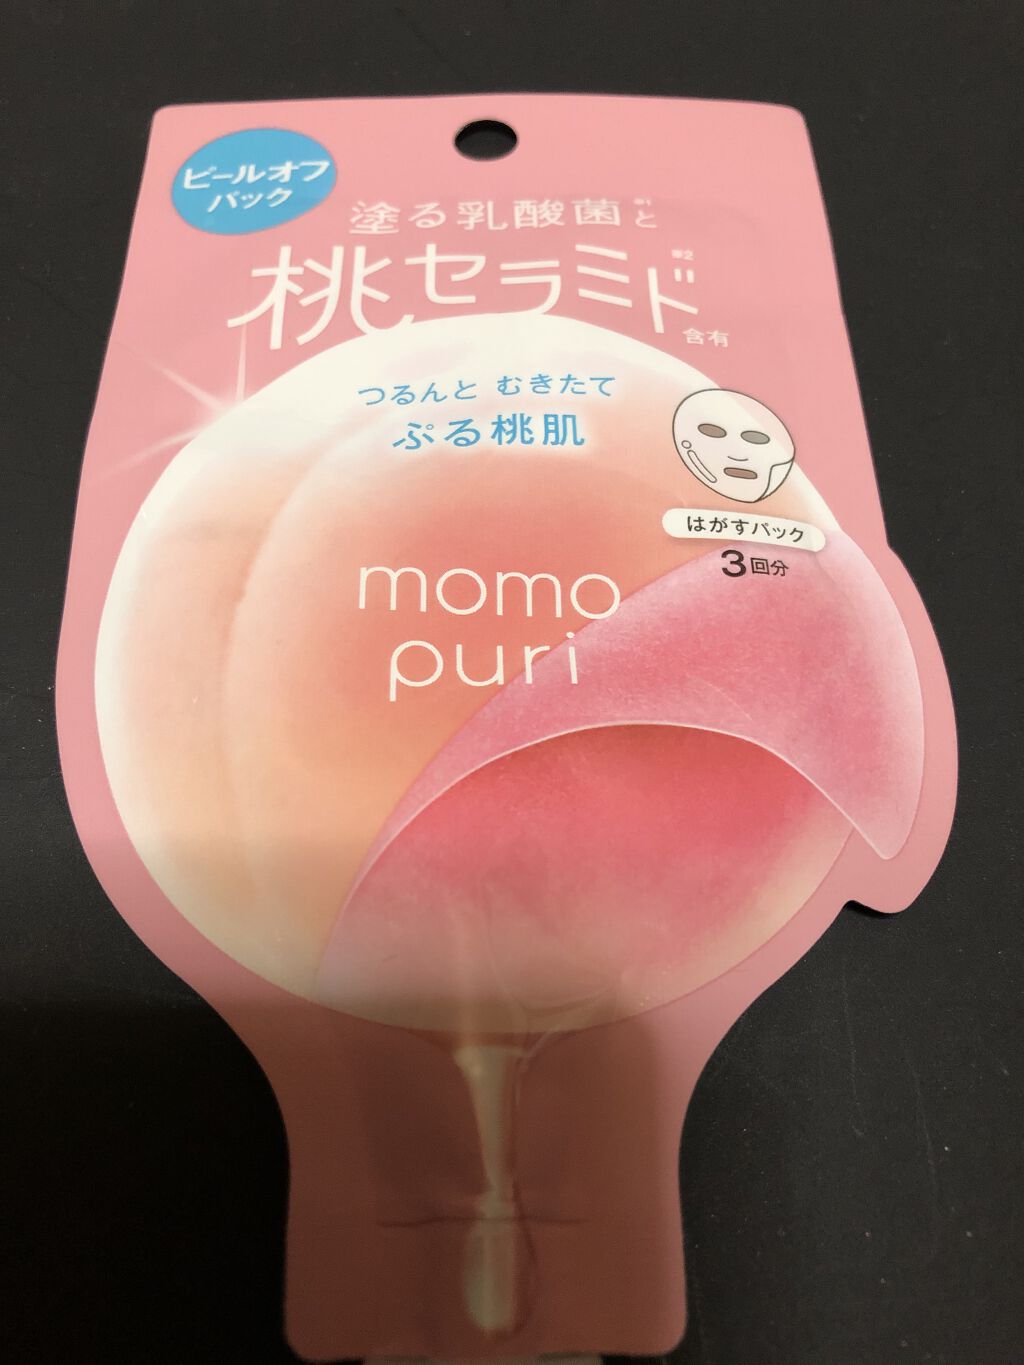 ピールオフ
パック
塗る乳酸菌※1と
桃セラミド※2
含有
つるんと むきたて
ぷる桃肌
はがすパック
3回分
momo
puri